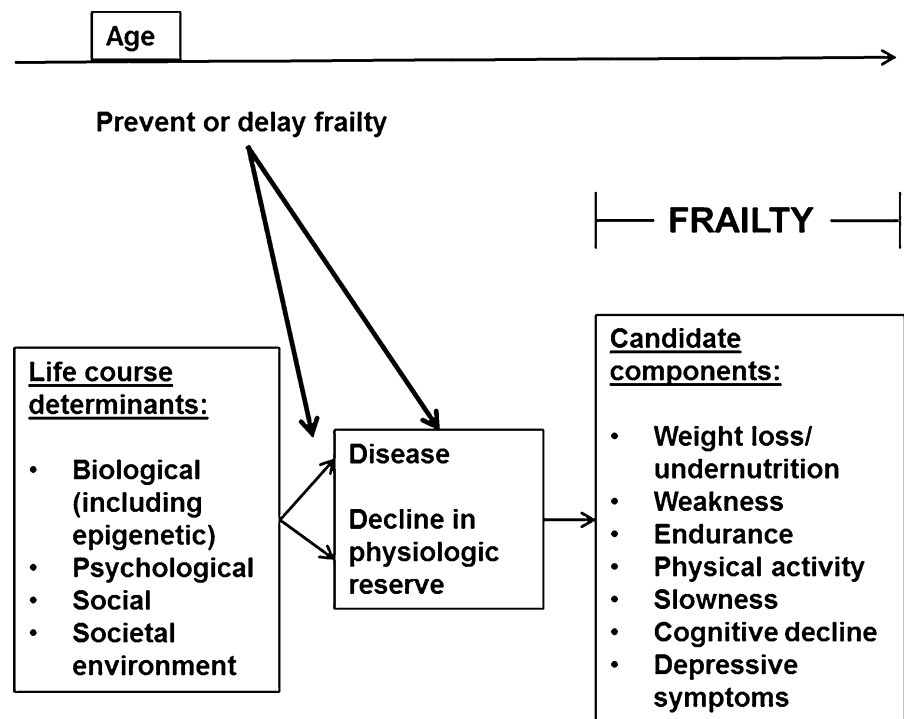 Age
Prevent or delay frailty
FRAILTY
Life course
determinants:
• Biological
(including
epigenetic)
• Psychological
• Social
• Societal
environment
Disease
Decline in
physiologic
reserve
Candidate
components:
• Weight loss/
undernutrition
• Weakness
• Endurance
• Physical activity
• Slowness
• Cognitive decline
• Depressive
symptoms